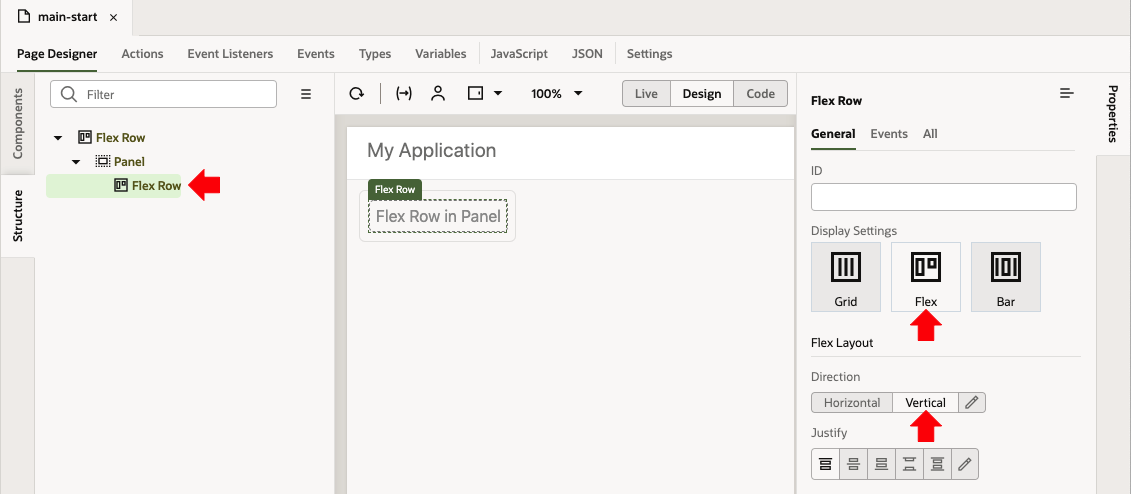 main-start ×
Page Designer Actions Event Listeners Events Types Variables JavaScript JSON Settings
Components
Structure
Filter
Flex Row
Panel
Flex Row
100% Live Design Code
My Application
Flex Row
Flex Row in Panel
Flex Row
General Events All
ID
Display Settings
Grid Flex Bar
Flex Layout
Direction
Horizontal Vertical
Justify
Properties